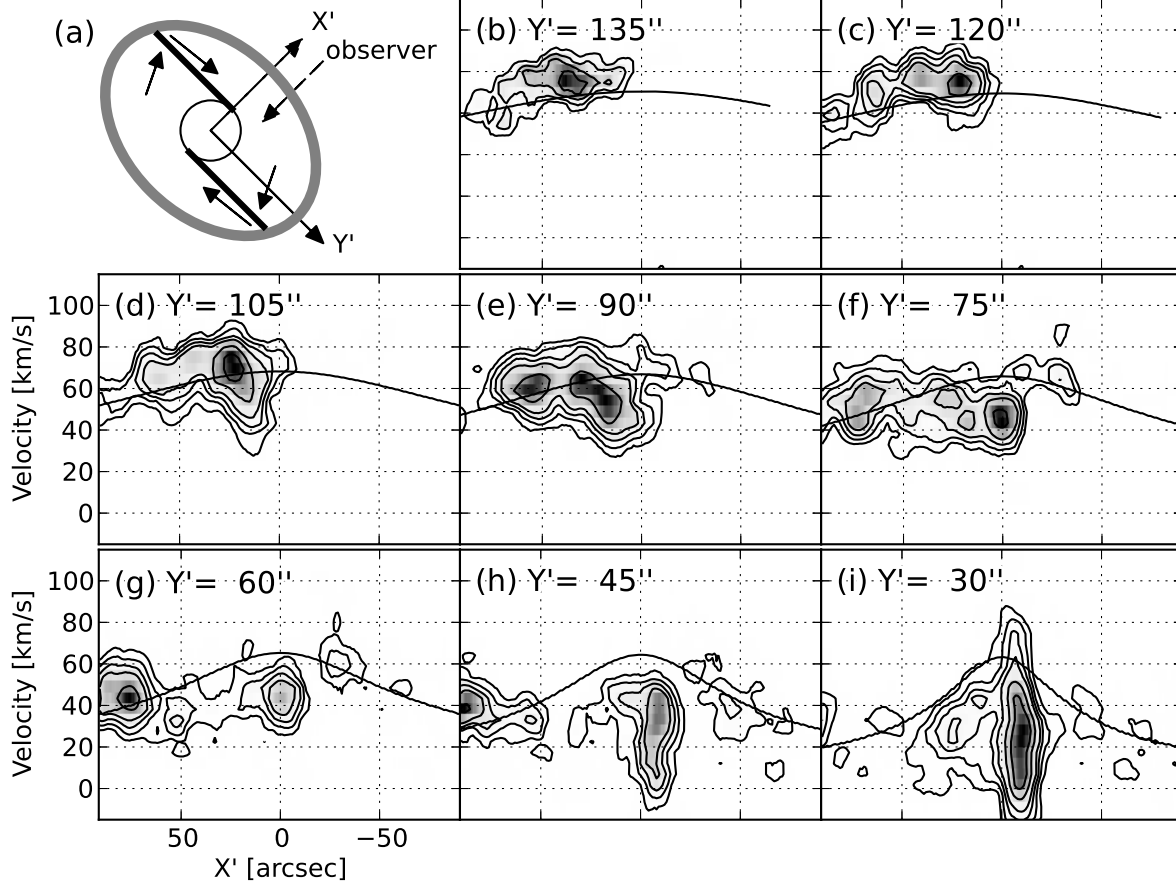 (a)
X'
observer
Y'
(b) Y'= 135''
(c) Y'= 120''
(d) Y'= 105''
(e) Y'= 90''
(f) Y'= 75''
100
80
60
40
20
0
Velocity [km/s]
(g) Y'= 60''
(h) Y'= 45''
(i) Y'= 30''
100
80
60
40
20
0
Velocity [km/s]
50 0 −50
X' [arcsec]